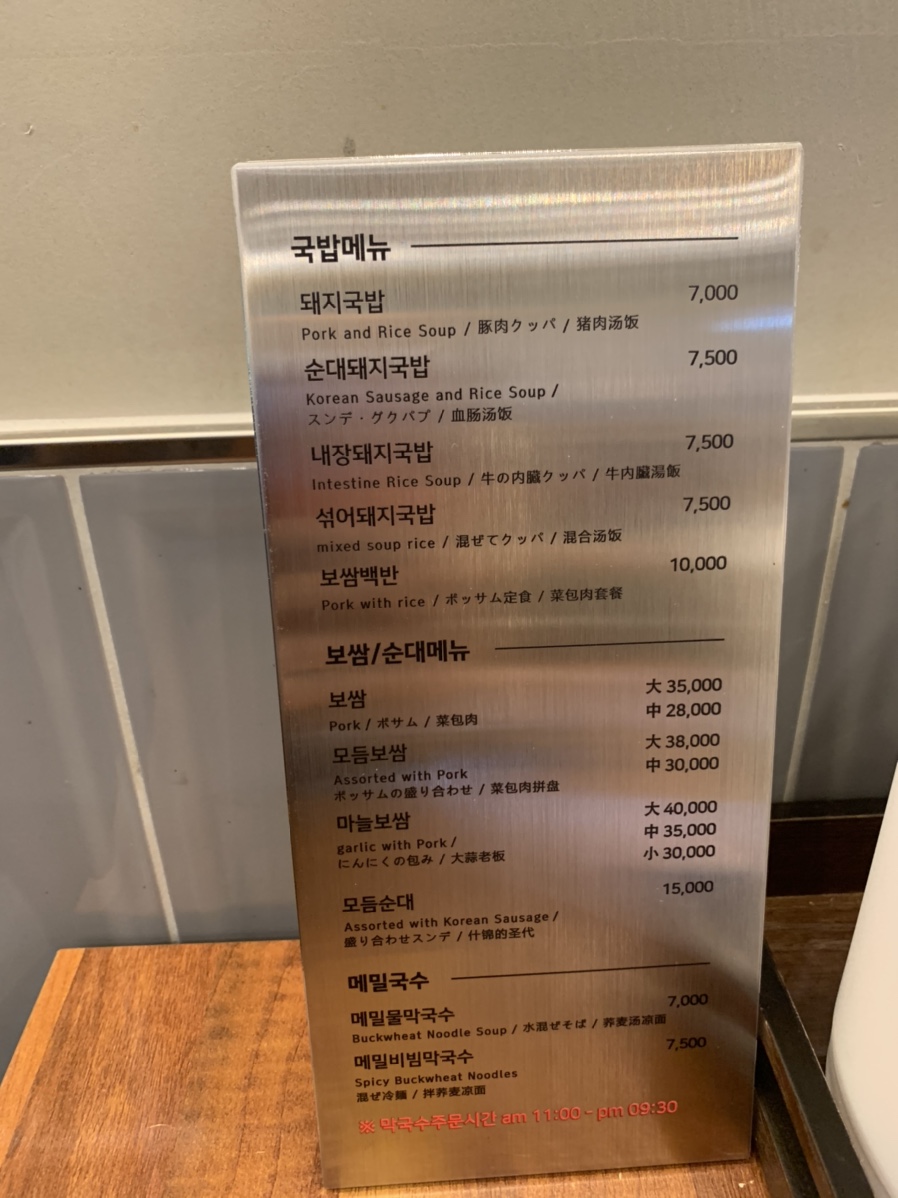 국밥메뉴
돼지국밥 7,000
Pork and Rice Soup / 豚肉クッパ / 猪肉汤饭
순대돼지국밥 7,500
Korean Sausage and Rice Soup /
スンデ・グクパプ / 血肠汤饭
내장돼지국밥 7,500
Intestine Rice Soup / 牛の内臓クッパ / 牛内臟湯飯
섞어돼지국밥 7,500
mixed soup rice / 混ぜてクッパ / 混合汤饭
보쌈백반 10,000
Pork with rice / ポッサム定食 / 菜包肉套餐
보쌈/순대메뉴
보쌈 大 35,000
中 28,000
Pork / ポサム / 菜包肉
모듬보쌈 大 38,000
中 30,000
Assorted with Pork
ポッサムの盛り合わせ / 菜包肉拼盘
마늘보쌈 大 40,000
中 35,000
garlic with Pork /
小 30,000
にんにくの包み / 大蒜老板
모듬순대 15,000
Assorted with Korean Sausage /
盛り合わせスンデ / 什锦的圣代
메밀국수
메밀물막국수 7,000
Buckwheat Noodle Soup / 水混ぜそば / 荞麦汤凉面
메밀비빔막국수 7,500
Spicy Buckwheat Noodles
混ぜ冷麺 / 拌荞麦凉面
※ 막국수주문시간 am 11:00 - pm 09:30